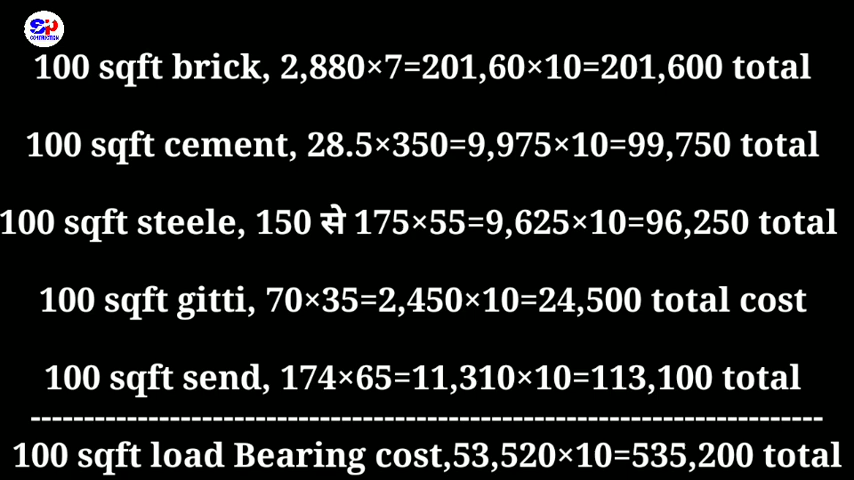 SP
CONSTRUCTION
100 sqft brick, 2,880×7=201,60×10=201,600 total
100 sqft cement, 28.5×350=9,975×10=99,750 total
100 sqft steele, 150 से 175×55=9,625×10=96,250 total
100 sqft gitti, 70×35=2,450×10=24,500 total cost
100 sqft send, 174×65=11,310×10=113,100 total
-----------------------------------------------------------------------
100 sqft load Bearing cost,53,520×10=535,200 total